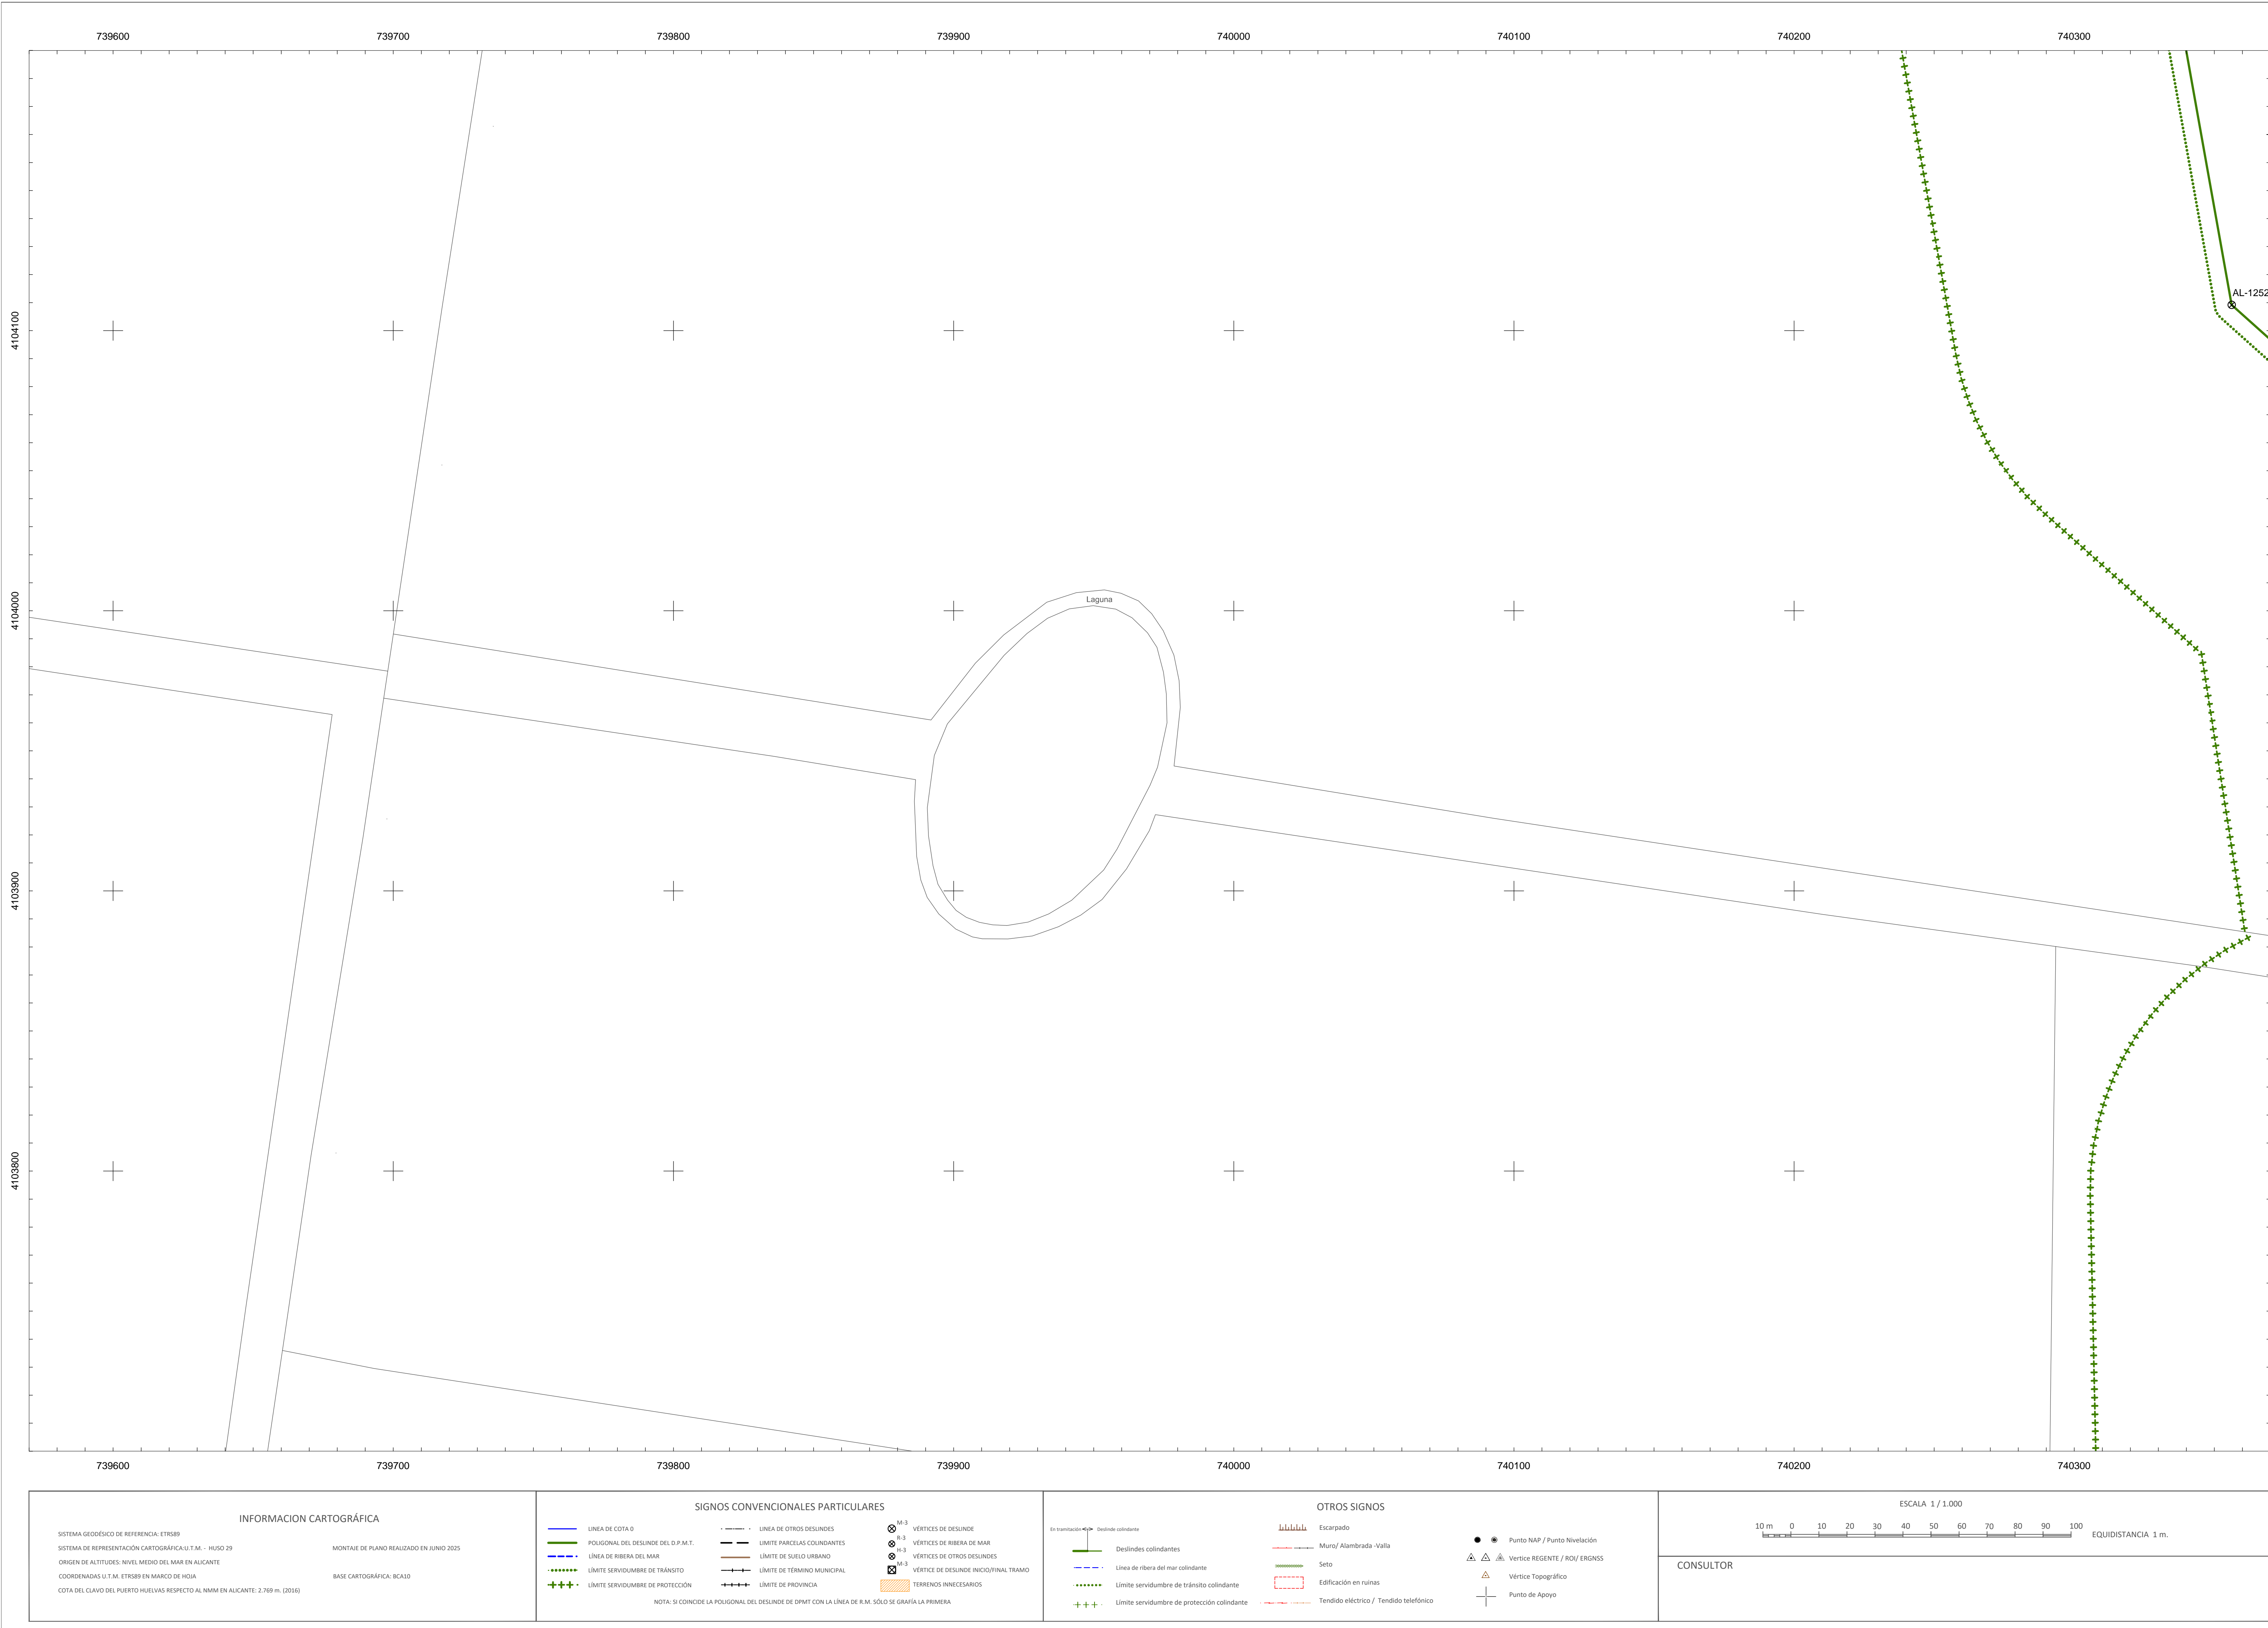 739600 739700 739800 739900 740000 740100 740200 740300
AL-1252
4104100
Laguna
4104000
4103900
4103800
739600 739700 739800 739900 740000 740100 740200 740300
INFORMACION CARTOGRÁFICA
SISTEMA GEODÉSICO DE REFERENCIA: ETRS89
SISTEMA DE REPRESENTACIÓN CARTOGRÁFICA:U.T.M. - HUSO 29
MONTAJE DE PLANO REALIZADO EN JUNIO 2025
ORIGEN DE ALTITUDES: NIVEL MEDIO DEL MAR EN ALICANTE
COORDENADAS U.T.M. ETRS89 EN MARCO DE HOJA
BASE CARTOGRÁFICA: BCA10
COTA DEL CLAVO DEL PUERTO HUELVAS RESPECTO AL NMM EN ALICANTE: 2.769 m. (2016)
SIGNOS CONVENCIONALES PARTICULARES
LINEA DE COTA 0
POLIGONAL DEL DESLINDE DEL D.P.M.T.
LÍNEA DE RIBERA DEL MAR
LÍMITE SERVIDUMBRE DE TRÁNSITO
LÍMITE SERVIDUMBRE DE PROTECCIÓN
LINEA DE OTROS DESLINDES
LIMITE PARCELAS COLINDANTES
LÍMITE DE SUELO URBANO
LÍMITE DE TÉRMINO MUNICIPAL
LÍMITE DE PROVINCIA
M-3
VÉRTICES DE DESLINDE
R-3
VÉRTICES DE RIBERA DE MAR
H-3
VÉRTICES DE OTROS DESLINDES
M-3
VÉRTICE DE DESLINDE INICIO/FINAL TRAMO
TERRENOS INNECESARIOS
NOTA: SI COINCIDE LA POLIGONAL DEL DESLINDE DE DPMT CON LA LÍNEA DE R.M. SÓLO SE GRAFÍA LA PRIMERA
OTROS SIGNOS
En tramitación Deslinde colindante
Deslindes colindantes
Línea de ribera del mar colindante
Límite servidumbre de tránsito colindante
Límite servidumbre de protección colindante
Escarpado
Muro/ Alambrada -Valla
Seto
Edificación en ruinas
Tendido eléctrico / Tendido telefónico
Punto NAP / Punto Nivelación
Vertice REGENTE / ROI/ ERGNSS
Vértice Topográfico
Punto de Apoyo
ESCALA 1 / 1.000
10 m 0 10 20 30 40 50 60 70 80 90 100
EQUIDISTANCIA 1 m.
CONSULTOR